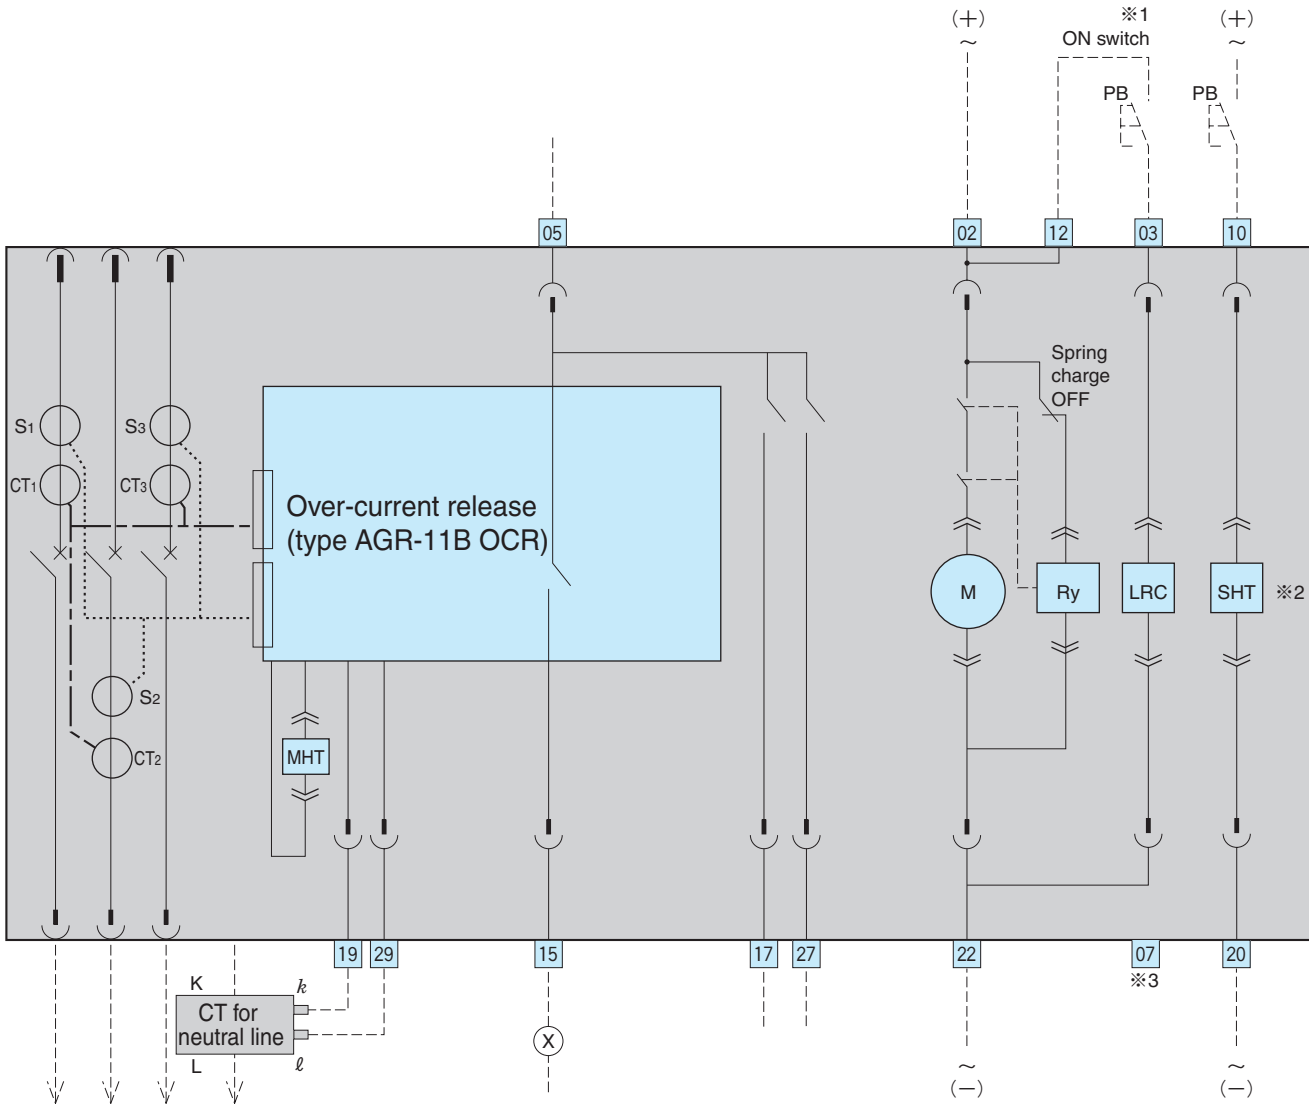 (+) ※1 (+)
~ ON switch ~
PB PB
05 02 12 03 10
Spring
charge
OFF
S1 S3
CT1 CT3
Over-current release
(type AGR-11B OCR)
M Ry LRC SHT ※2
S2
CT2 MHT
19 29 15 17 27 22 07 20
※3
K k
CT for
neutral line
L ℓ
X
~ ~
(−) (−)